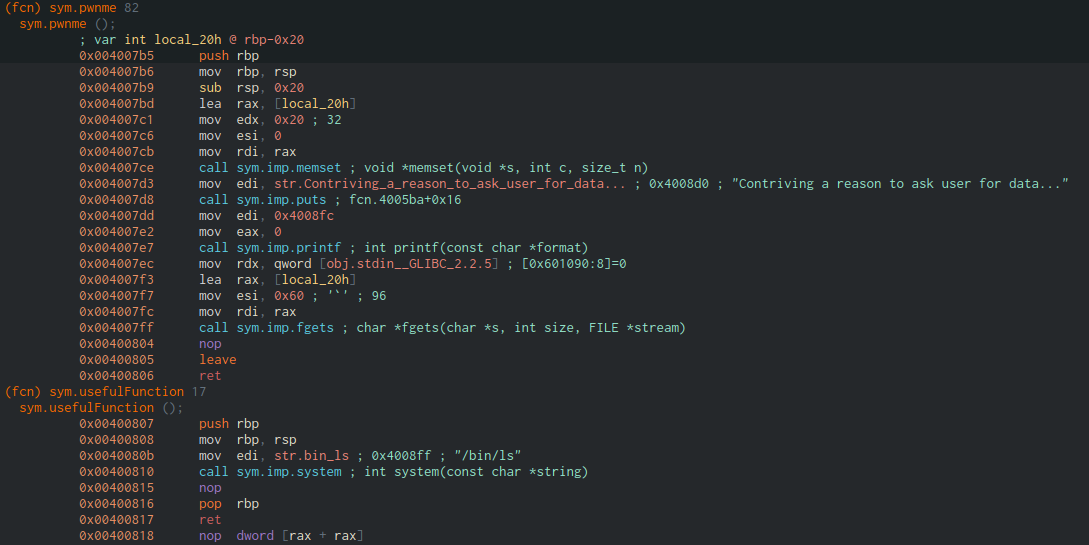 (fcn) sym.pwnme 82
sym.pwnme ();
; var int local_20h @ rbp-0x20
0x004007b5 push rbp
0x004007b6 mov rbp, rsp
0x004007b9 sub rsp, 0x20
0x004007bd lea rax, [local_20h]
0x004007c1 mov edx, 0x20 ; 32
0x004007c6 mov esi, 0
0x004007cb mov rdi, rax
0x004007ce call sym.imp.memset ; void *memset(void *s, int c, size_t n)
0x004007d3 mov edi, str.Contriving_a_reason_to_ask_user_for_data... ; 0x4008d0 ; "Contriving a reason to ask user for data..."
0x004007d8 call sym.imp.puts ; fcn.4005ba+0x16
0x004007dd mov edi, 0x4008fc
0x004007e2 mov eax, 0
0x004007e7 call sym.imp.printf ; int printf(const char *format)
0x004007ec mov rdx, qword [obj.stdin__GLIBC_2.2.5] ; [0x601090:8]=0
0x004007f3 lea rax, [local_20h]
0x004007f7 mov esi, 0x60 ; '`' ; 96
0x004007fc mov rdi, rax
0x004007ff call sym.imp.fgets ; char *fgets(char *s, int size, FILE *stream)
0x00400804 nop
0x00400805 leave
0x00400806 ret
(fcn) sym.usefulFunction 17
sym.usefulFunction ();
0x00400807 push rbp
0x00400808 mov rbp, rsp
0x0040080b mov edi, str.bin_ls ; 0x4008ff ; "/bin/ls"
0x00400810 call sym.imp.system ; int system(const char *string)
0x00400815 nop
0x00400816 pop rbp
0x00400817 ret
0x00400818 nop dword [rax + rax]